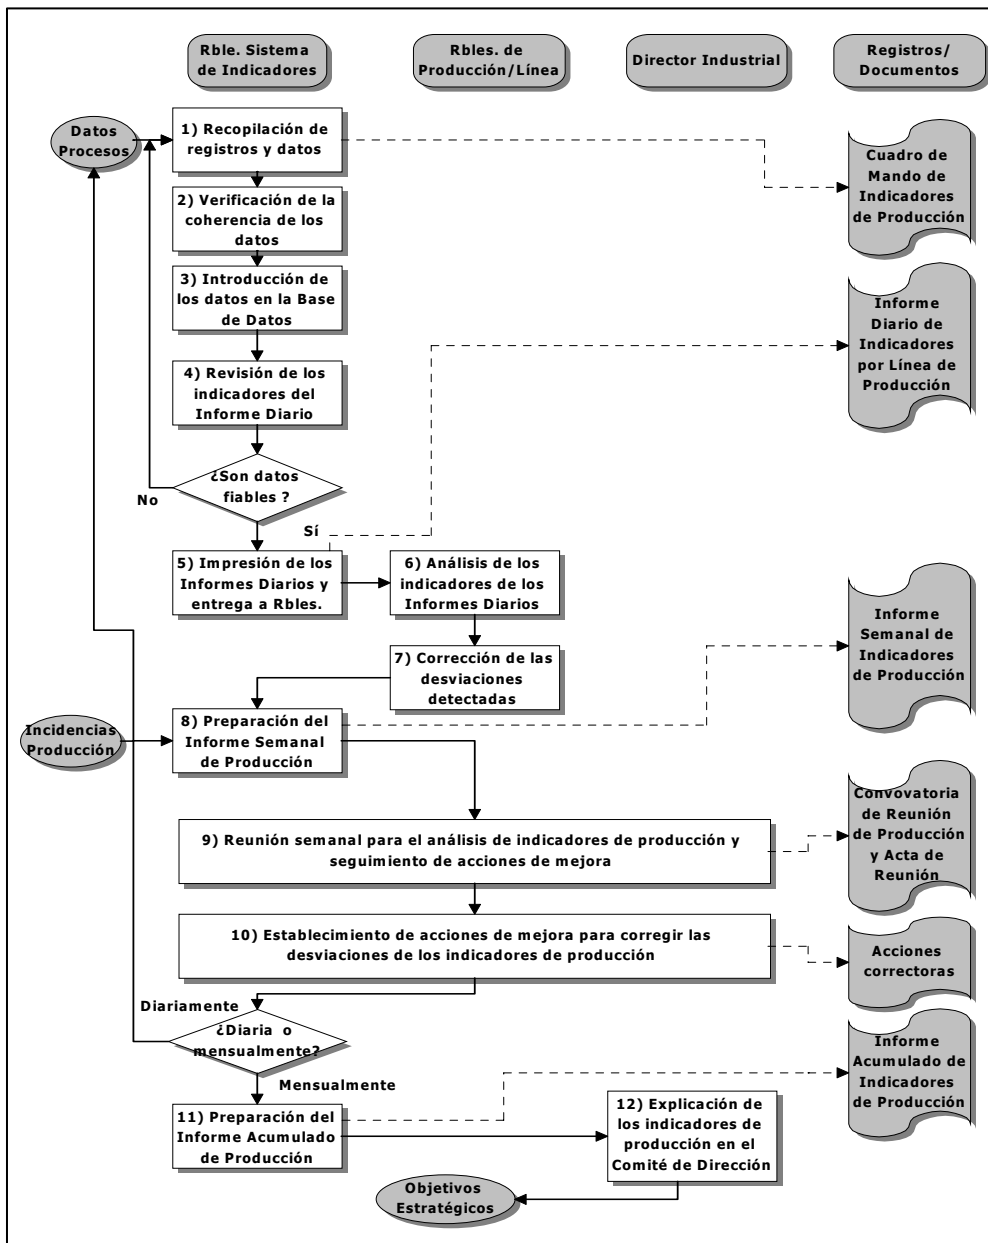 Rble. Sistema
de Indicadores
Rbles. de
Producción/Línea
Director Industrial
Registros/
Documentos
Datos
Procesos
1) Recopilación de
registros y datos
Cuadro de
Mando de
Indicadores
de Producción
2) Verificación de la
coherencia de los
datos
3) Introducción de
los datos en la Base
de Datos
Informe
Diario de
Indicadores
por Línea de
Producción
4) Revisión de los
indicadores del
Informe Diario
¿Son datos
fiables ?
No
Sí
5) Impresión de los
Informes Diarios y
entrega a Rbles.
6) Análisis de los
indicadores de los
Informes Diarios
7) Corrección de las
desviaciones
detectadas
Informe
Semanal de
Indicadores
de Producción
Incidencias
Producción
8) Preparación del
Informe Semanal
de Producción
9) Reunión semanal para el análisis de indicadores de producción y
seguimiento de acciones de mejora
Convovatoria
de Reunión
de Producción
y Acta de
Reunión
10) Establecimiento de acciones de mejora para corregir las
desviaciones de los indicadores de producción
Acciones
correctoras
Diariamente
¿Diaria o
mensualmente?
Mensualmente
Informe
Acumulado de
Indicadores
de Producción
11) Preparación del
Informe Acumulado
de Producción
12) Explicación de
los indicadores de
producción en el
Comité de Dirección
Objetivos
Estratégicos